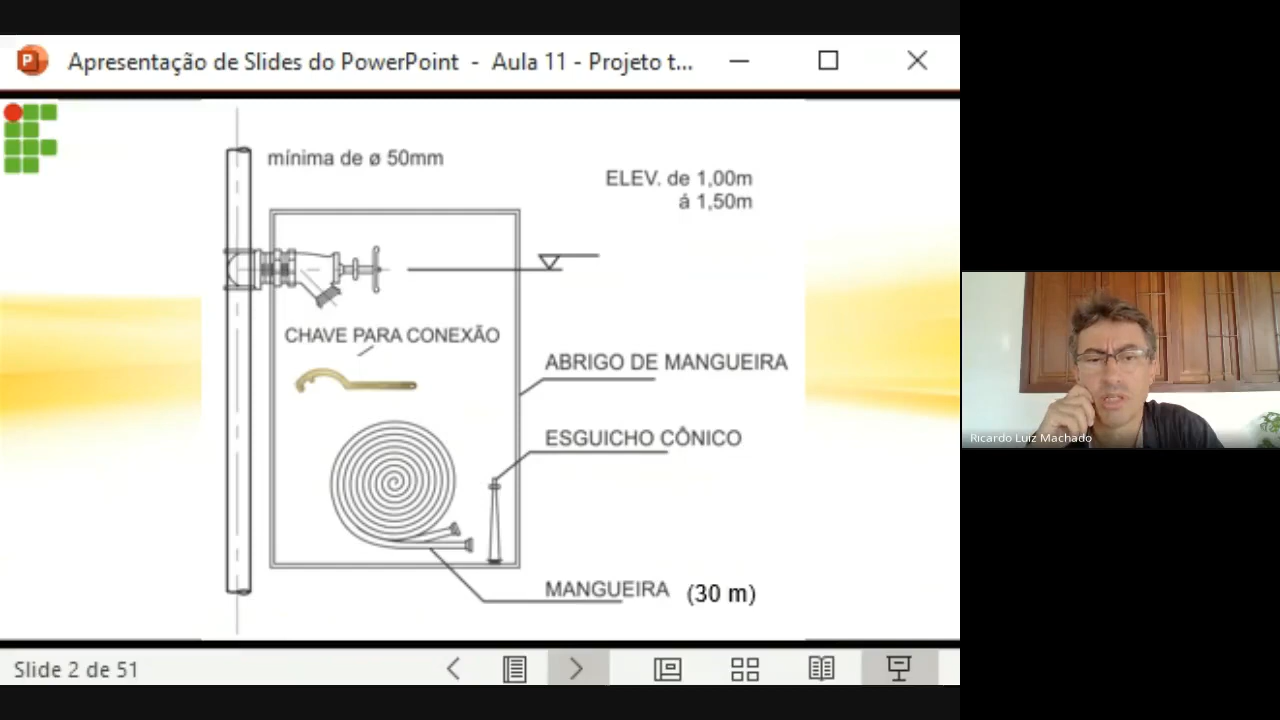 Apresentação de Slides do PowerPoint - Aula 11 - Projeto t...
mínima de ø 50mm
ELEV. de 1,00m
á 1,50m
CHAVE PARA CONEXÃO
ABRIGO DE MANGUEIRA
ESGUICHO CÔNICO
MANGUEIRA (30 m)
Ricardo Luiz Machado
Slide 2 de 51